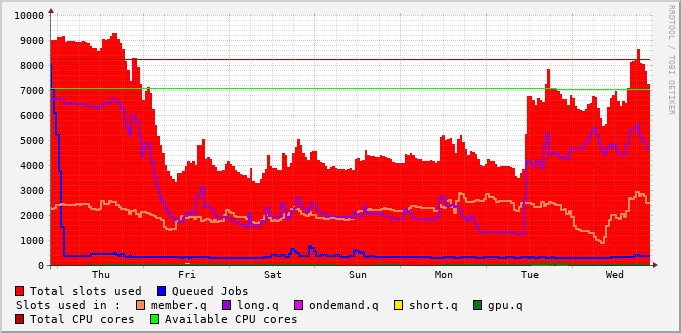 10000
9000
8000
7000
6000
5000
4000
3000
2000
1000
0
Thu Fri Sat Sun Mon Tue Wed
RRDTOOL / TOBI OETIKER
Total slots used Queued Jobs
Slots used in : member.q long.q ondemand.q short.q gpu.q
Total CPU cores Available CPU cores